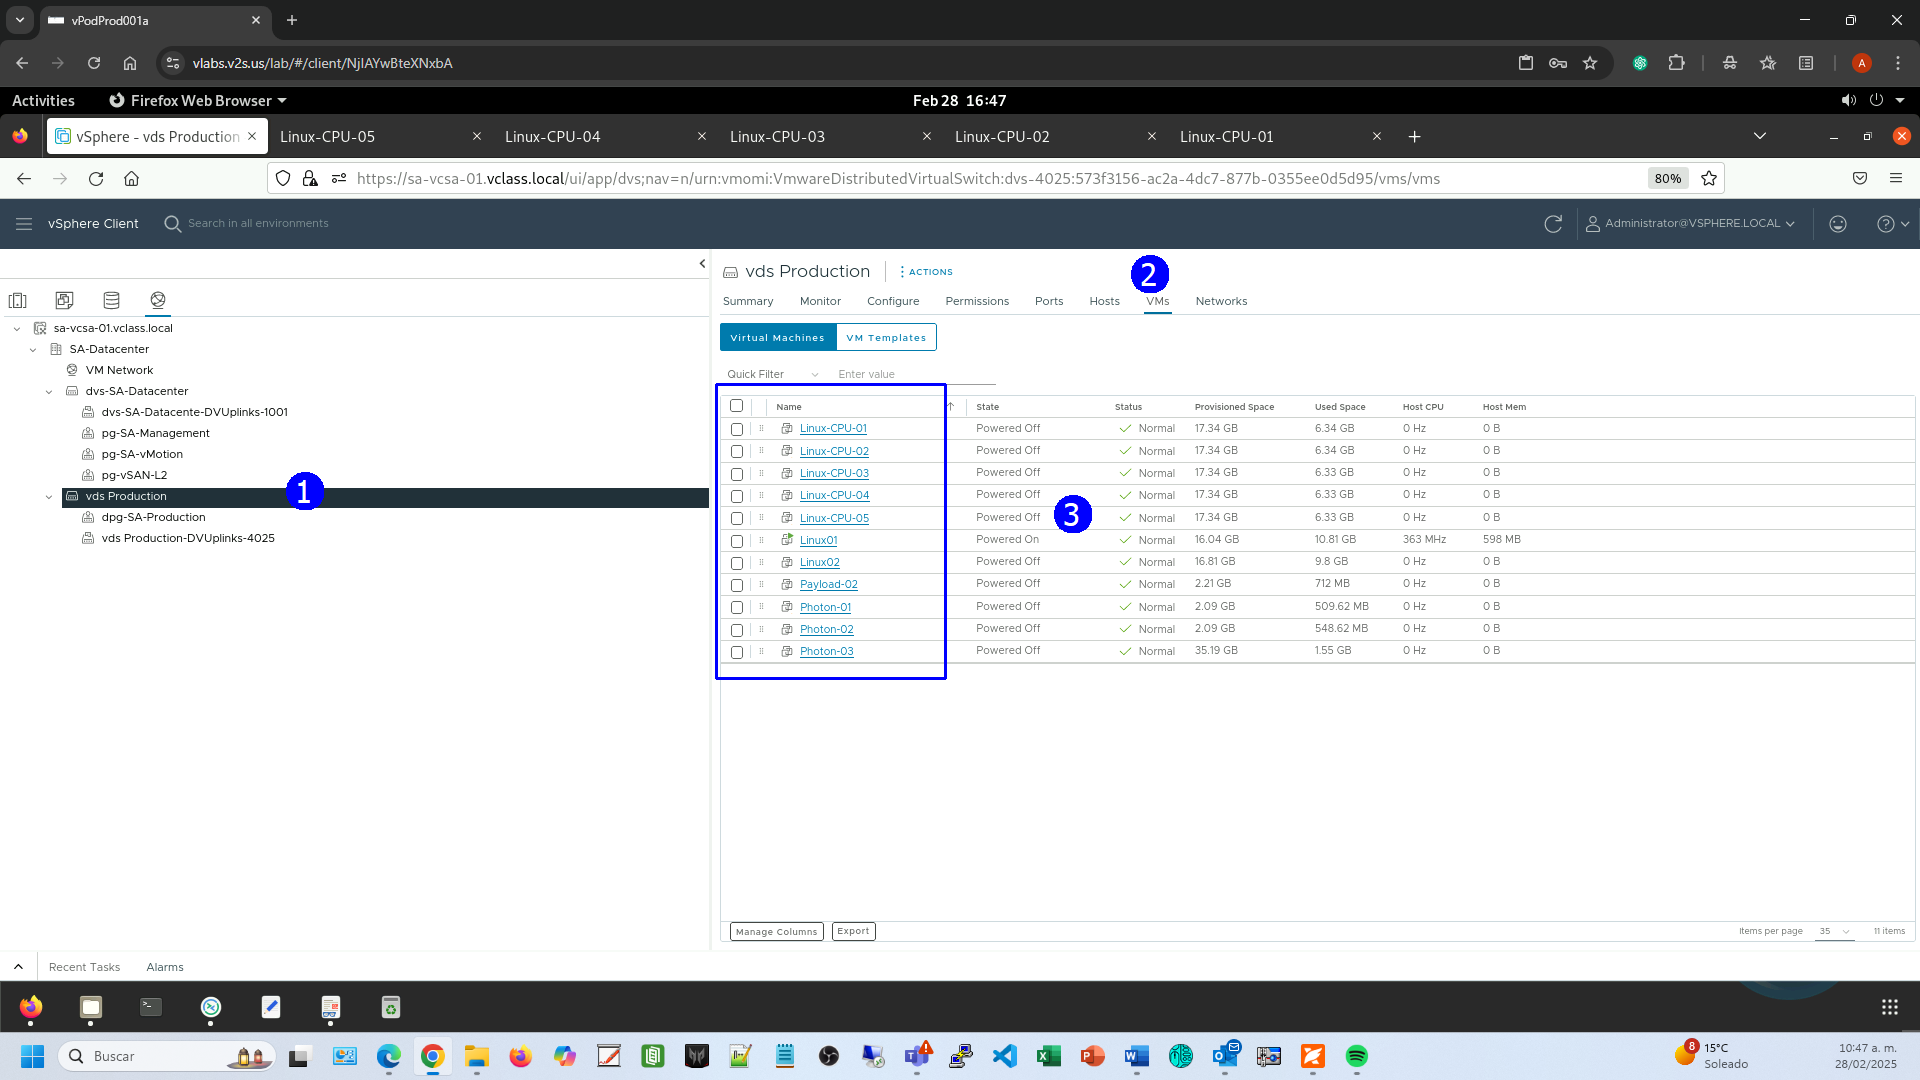 vPodProd001a
vlabs.v2s.us/lab/#/client/NjIAYwBteXNxbA
A
Activities
Firefox Web Browser
Feb 28 16:47
vSphere - vds Production
Linux-CPU-05
Linux-CPU-04
Linux-CPU-03
Linux-CPU-02
Linux-CPU-01
https://sa-vcsa-01.vclass.local/ui/app/dvs;nav=n/urn:vmomi:VmwareDistributedVirtualSwitch:dvs-4025:573f3156-ac2a-4dc7-877b-0355ee0d5d95/vms/vms
80%
vSphere Client
Search in all environments
Administrator@VSPHERE.LOCAL
sa-vcsa-01.vclass.local
SA-Datacenter
VM Network
dvs-SA-Datacenter
dvs-SA-Datacente-DVUplinks-1001
pg-SA-Management
pg-SA-vMotion
pg-vSAN-L2
vds Production
1
dpg-SA-Production
vds Production-DVUplinks-4025
vds Production
ACTIONS
2
Summary Monitor Configure Permissions Ports Hosts VMs Networks
Virtual Machines VM Templates
Quick Filter Enter value
Name State Status Provisioned Space Used Space Host CPU Host Mem
Linux-CPU-01 Powered Off Normal 17.34 GB 6.34 GB 0 Hz 0 B
Linux-CPU-02 Powered Off Normal 17.34 GB 6.34 GB 0 Hz 0 B
Linux-CPU-03 Powered Off Normal 17.34 GB 6.33 GB 0 Hz 0 B
Linux-CPU-04 Powered Off Normal 17.34 GB 6.33 GB 0 Hz 0 B
Linux-CPU-05 Powered Off Normal 17.34 GB 6.33 GB 0 Hz 0 B
3
Linux01 Powered On Normal 16.04 GB 10.81 GB 363 MHz 598 MB
Linux02 Powered Off Normal 16.81 GB 9.8 GB 0 Hz 0 B
Payload-02 Powered Off Normal 2.21 GB 712 MB 0 Hz 0 B
Photon-01 Powered Off Normal 2.09 GB 509.62 MB 0 Hz 0 B
Photon-02 Powered Off Normal 2.09 GB 548.62 MB 0 Hz 0 B
Photon-03 Powered Off Normal 35.19 GB 1.55 GB 0 Hz 0 B
Manage Columns Export
Items per page 35 11 items
Recent Tasks Alarms
Buscar
8
15°C
Soleado
10:47 a. m.
28/02/2025